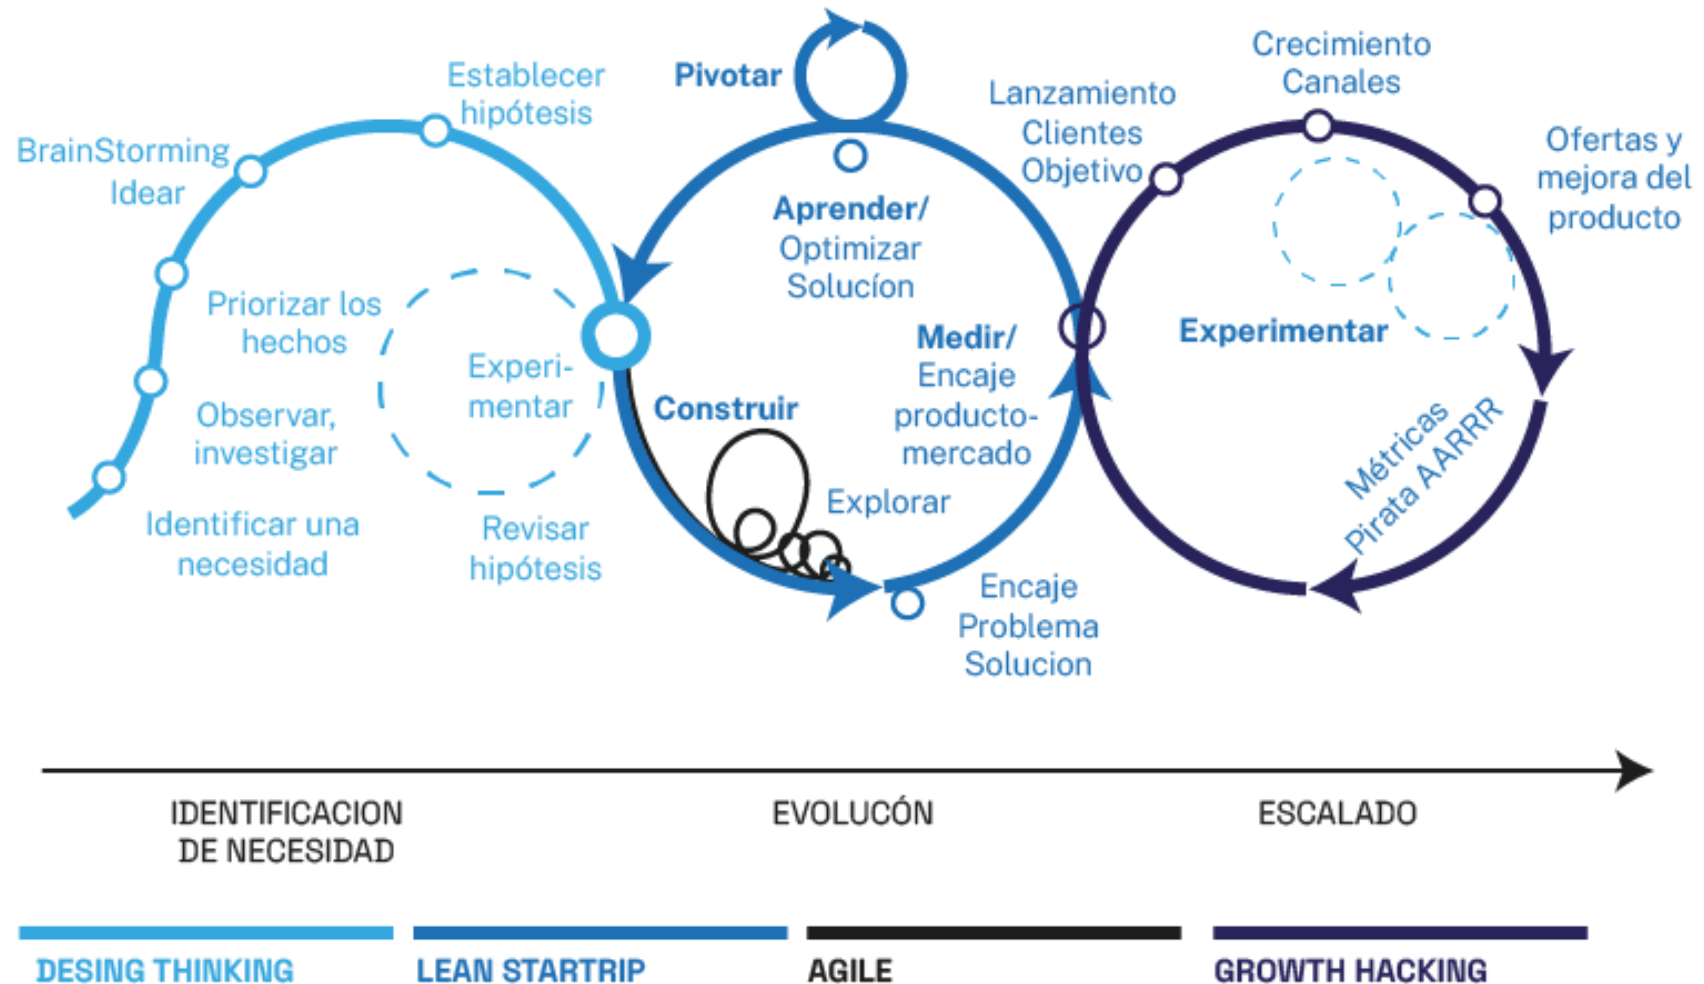 Establecer
hipótesis
BrainStorming
Idear
Priorizar los
hechos
Observar,
investigar
Identificar una
necesidad
Experi-
mentar
Revisar
hipótesis
Pivotar
Aprender/
Optimizar
Solucíon
Construir
Explorar
Medir/
Encaje
producto-
mercado
Encaje
Problema
Solucion
Lanzamiento
Clientes
Objetivo
Crecimiento
Canales
Ofertas y
mejora del
producto
Experimentar
Métricas
Pirata AARRR
IDENTIFICACION
DE NECESIDAD
EVOLUCÓN
ESCALADO
DESING THINKING
LEAN STARTRIP
AGILE
GROWTH HACKING